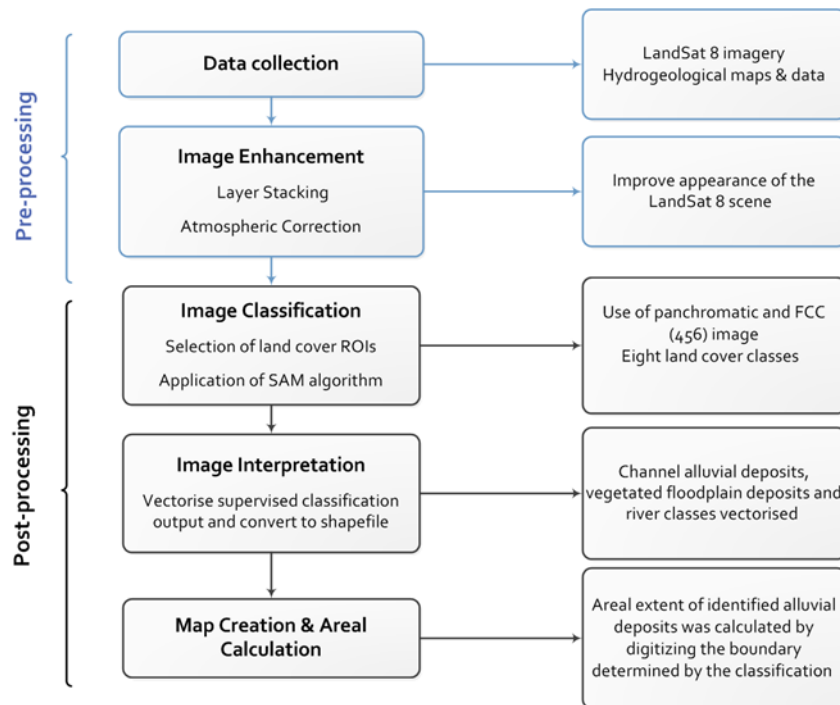 Pre-processing
Data collection
LandSat 8 imagery
Hydrogeological maps & data
Image Enhancement
Layer Stacking
Atmospheric Correction
Improve appearance of the
LandSat 8 scene
Post-processing
Image Classification
Selection of land cover ROIs
Application of SAM algorithm
Use of panchromatic and FCC
(456) image
Eight land cover classes
Image Interpretation
Vectorise supervised classification
output and convert to shapefile
Channel alluvial deposits,
vegetated floodplain deposits and
river classes vectorised
Map Creation & Areal
Calculation
Areal extent of identified alluvial
deposits was calculated by
digitizing the boundary
determined by the classification